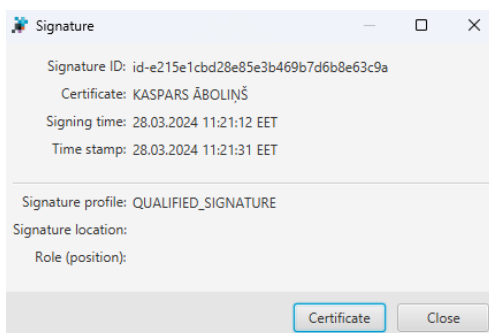 Signature
Signature ID: id-e215e1cbd28e85e3b469b7d6b8e63c9a
Certificate: KASPARS ĀBOLIŅŠ
Signing time: 28.03.2024 11:21:12 EET
Time stamp: 28.03.2024 11:21:31 EET
Signature profile: QUALIFIED_SIGNATURE
Signature location:
Role (position):
Certificate Close